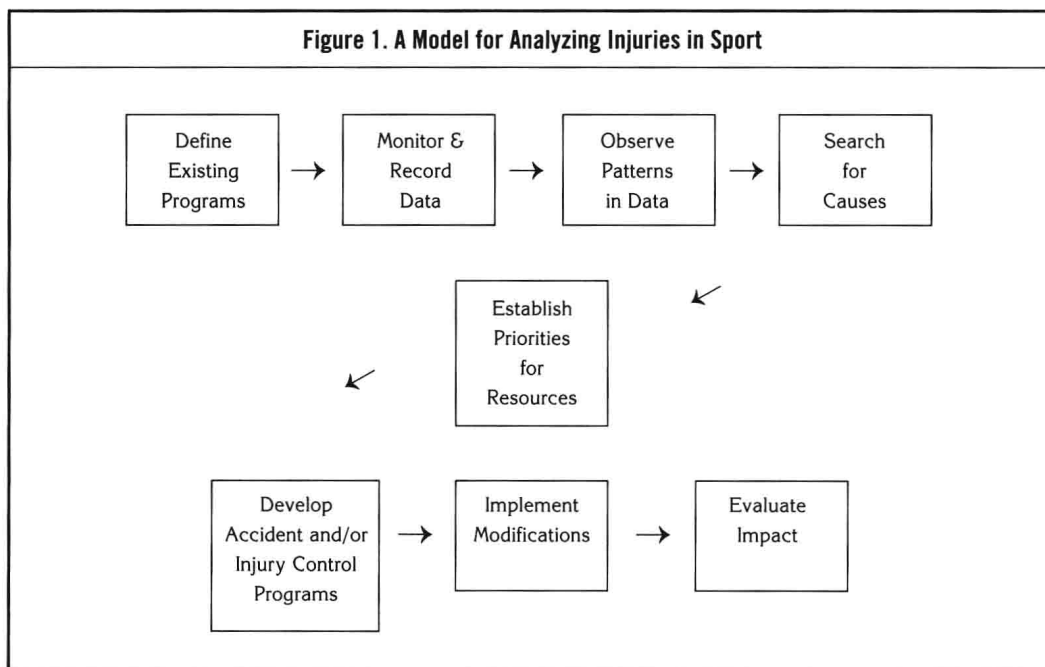 Figure 1. A Model for Analyzing Injuries in Sport
Define
Existing
Programs
Monitor &
Record
Data
Observe
Patterns
in Data
Search
for
Causes
Establish
Priorities
for
Resources
Develop
Accident and/or
Injury Control
Programs
Implement
Modifications
Evaluate
Impact